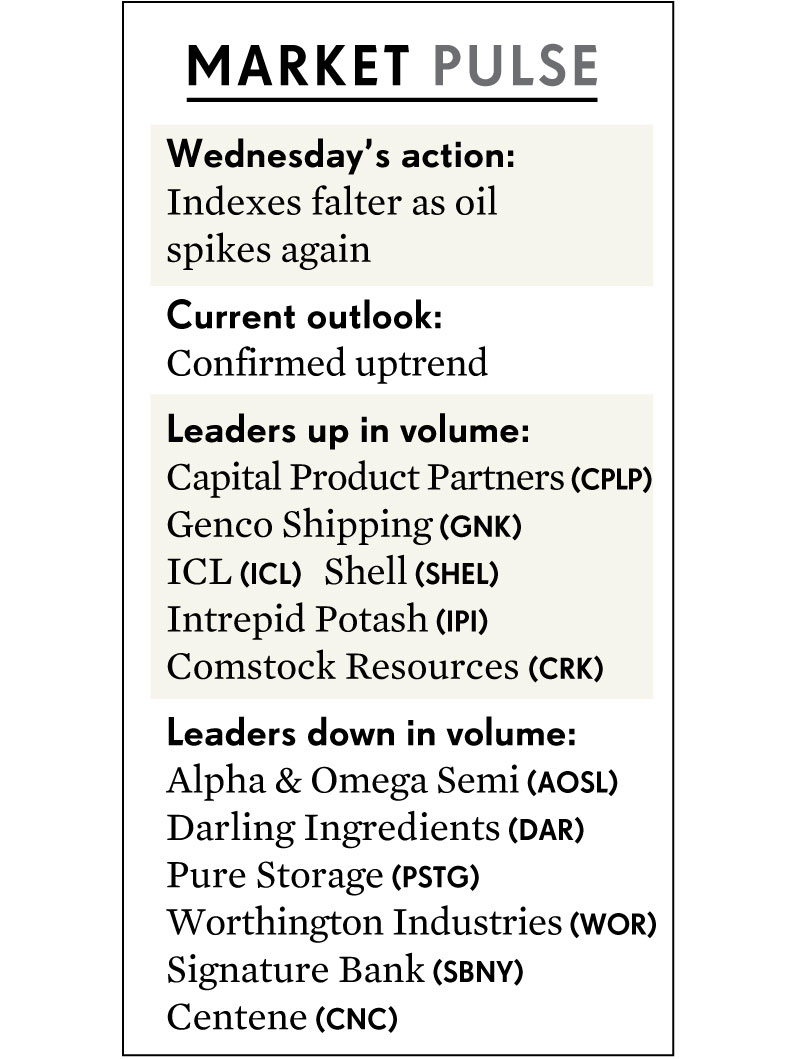 MARKET PULSE
Wednesday’s action:
Indexes falter as oil
spikes again
Current outlook:
Confirmed uptrend
Leaders up in volume:
Capital Product Partners (CPLP)
Genco Shipping (GNK)
ICL (ICL) Shell (SHEL)
Intrepid Potash (IPI)
Comstock Resources (CRK)
Leaders down in volume:
Alpha & Omega Semi (AOSL)
Darling Ingredients (DAR)
Pure Storage (PSTG)
Worthington Industries (WOR)
Signature Bank (SBNY)
Centene (CNC)